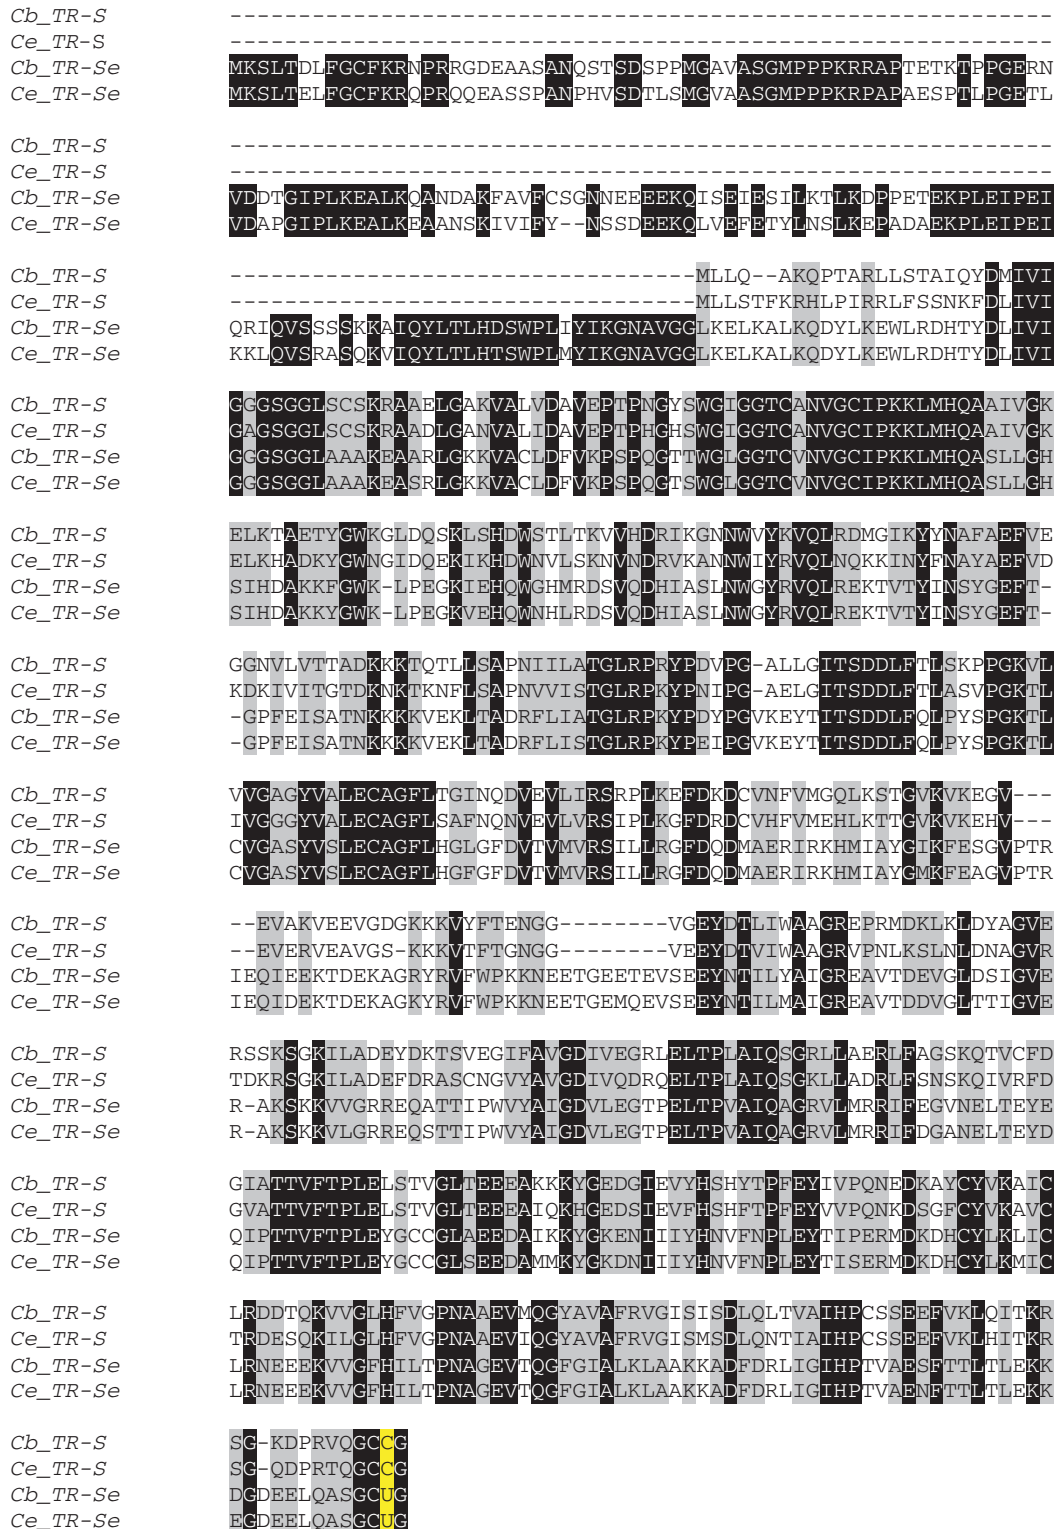 Cb_TR-S -------------------------------------------------------------
Ce_TR-S -------------------------------------------------------------
Cb_TR-Se MKSLTDLFGCFKRNPRRGDEAASANQSTSDSPPMGAVASGMPPPKRRAPTETKTPPGERN
Ce_TR-Se MKSLTELFGCFKRQPRQQEASSPANPHVSDTLSMGVAASGMPPPKRPAPAESPTLPGETL
Cb_TR-S -------------------------------------------------------------
Ce_TR-S -------------------------------------------------------------
Cb_TR-Se VDDTGIPLKEALKQANDAKFAVFCSGNNEEEEKQISEIESILKTLKDPPETEKPLEIPEI
Ce_TR-Se VDAPGIPLKEALKEAANSKIVIFY--NSSDEEKQLVEFETYLNSLKEPADAEKPLEIPEI
Cb_TR-S ----------------------------------MLLQ--AKQPTARLLSTAIQYDMIVI
Ce_TR-S ----------------------------------MLLSTFKRHLPIRRLFSSNKFDLIVI
Cb_TR-Se QRIQVSSSSKKAIQYLTLHDSWPLIYIKGNAVGGLKELKALKQDYLKEWLRDHTYDLIVI
Ce_TR-Se KKLQVSRASQKVIQYLTLHTSWPLMYIKGNAVGGLKELKALKQDYLKEWLRDHTYDLIVI
Cb_TR-S GGGSGGLSCSKRAAELGAKVALVDAVEPTPNGYSWGIGGTCANVGCIPKKLMHQAAIVGK
Ce_TR-S GAGSGGLSCSKRAADLGANVALIDAVEPTPHGHSWGIGGTCANVGCIPKKLMHQAAIVGK
Cb_TR-Se GGGSGGLAAAKEAARLGKKVACLDFVKPSPQGTTWGLGGTCVNVGCIPKKLMHQASLLGH
Ce_TR-Se GGGSGGLAAAKEASRLGKKVACLDFVKPSPQGTSWGLGGTCVNVGCIPKKLMHQASLLGH
Cb_TR-S ELKTAETYGWKGLDQSKLSHDWSTLTKVVHDRIKGNNWVYKVQLRDMGIKYYNAFAEFVE
Ce_TR-S ELKHADKYGWNGIDQEKIKHDWNVLSKNVNDRVKANNWIYRVQLNQKKINYFNAYAEFVD
Cb_TR-Se SIHDAKKFGWK-LPEGKIEHQWGHMRDSVQDHIASLNWGYRVQLREKTVTYINSYGEFT-
Ce_TR-Se SIHDAKKYGWK-LPEGKVEHQWNHLRDSVQDHIASLNWGYRVQLREKTVTYINSYGEFT-
Cb_TR-S GGNVLVTTADKKKTQTLLSAPNIILATGLRPRYPDVPG-ALLGITSDDLFTLSKPPGKVL
Ce_TR-S KDKIVITGTDKNKTKNFLSAPNVVISTGLRPKYPNIPG-AELGITSDDLFTLASVPGKTL
Cb_TR-Se -GPFEISATNKKKKVEKLTADRFLIATGLRPKYPDYPGVKEYTITSDDLFQLPYSPGKTL
Ce_TR-Se -GPFEISATNKKKKVEKLTADRFLISTGLRPKYPEIPGVKEYTITSDDLFQLPYSPGKTL
Cb_TR-S VVGAGYVALECAGFLTGINQDVEVLIRSRPLKEFDKDCVNFVMGQLKSTGVKVKEGV---
Ce_TR-S IVGGGYVALECAGFLSAFNQNVEVLVRSIPLKGFDRDCVHFVMEHLKTTGVKVKEHV---
Cb_TR-Se CVGASYVSLECAGFLHGLGFDVTVMVRSILLRGFDQDMAERIRKHMIAYGIKFESGVPTR
Ce_TR-Se CVGASYVSLECAGFLHGFGFDVTVMVRSILLRGFDQDMAERIRKHMIAYGMKFEAGVPTR
Cb_TR-S --EVAKVEEVGDGKKKVYFTENGG--------VGEYDTLIWAAGREPRMDKLKLDYAGVE
Ce_TR-S --EVERVEAVGS-KKKVTFTGNGG--------VEEYDTVIWAAGRVPNLKSLNLDNAGVR
Cb_TR-Se IEQIEEKTDEKAGRYRVFWPKKNEETGEETEVSEEYNTILYAIGREAVTDEVGLDSIGVE
Ce_TR-Se IEQIDEKTDEKAGKYRVFWPKKNEETGEMQEVSEEYNTILMAIGREAVTDDVGLTTIGVE
Cb_TR-S RSSKSGKILADEYDKTSVEGIFAVGDIVEGRLELTPLAIQSGRLLAERLFAGSKQTVCFD
Ce_TR-S TDKRSGKILADEFDRASCNGVYAVGDIVQDRQELTPLAIQSGKLLADRLFSNSKQIVRFD
Cb_TR-Se R-AKSKKVVGRREQATTIPWVYAIGDVLEGTPELTPVAIQAGRVLMRRIFEGVNELTEYE
Ce_TR-Se R-AKSKKVLGRREQSTTIPWVYAIGDVLEGTPELTPVAIQAGRVLMRRIFDGANELTEYD
Cb_TR-S GIATTVFTPLELSTVGLTEEEAKKKYGEDGIEVYHSHYTPFEYIVPQNEDKAYCYVKAIC
Ce_TR-S GVATTVFTPLELSTVGLTEEEAIQKHGEDSIEVFHSHFTPFEYVVPQNKDSGFCYVKAVC
Cb_TR-Se QIPTTVFTPLEYGCCGLAEEDAIKKYGKENIIIYHNVFNPLEYTIPERMDKDHCYLKLIC
Ce_TR-Se QIPTTVFTPLEYGCCGLSEEDAMMKYGKDNIIIYHNVFNPLEYTISERMDKDHCYLKMIC
Cb_TR-S LRDDTQKVVGLHFVGPNAAEVMQGYAVAFRVGISISDLQLTVAIHPCSSEEFVKLQITKR
Ce_TR-S TRDESQKILGLHFVGPNAAEVIQGYAVAFRVGISMSDLQNTIAIHPCSSEEFVKLHITKR
Cb_TR-Se LRNEEEKVVGFHILTPNAGEVTQGFGIALKLAAKKADFDRLIGIHPTVAESFTTLTLEKK
Ce_TR-Se LRNEEEKVVGFHILTPNAGEVTQGFGIALKLAAKKADFDRLIGIHPTVAENFTTLTLEKK
Cb_TR-S SG-KDPRVQGCCG
Ce_TR-S SG-QDPRTQGCCG
Cb_TR-Se DGDEELQASGCUG
Ce_TR-Se EGDEELQASGCUG